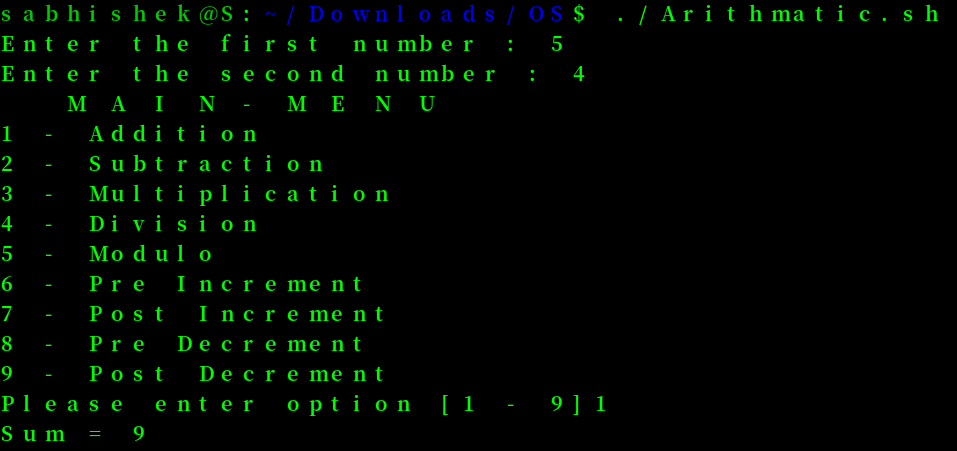 sabhishek@S:~/Downloads/OS$ ./Arithmatic.sh
Enter the first number : 5
Enter the second number : 4
M A I N - M E N U
1 - Addition
2 - Subtraction
3 - Multiplication
4 - Division
5 - Modulo
6 - Pre Increment
7 - Post Increment
8 - Pre Decrement
9 - Post Decrement
Please enter option [1 - 9]1
Sum = 9